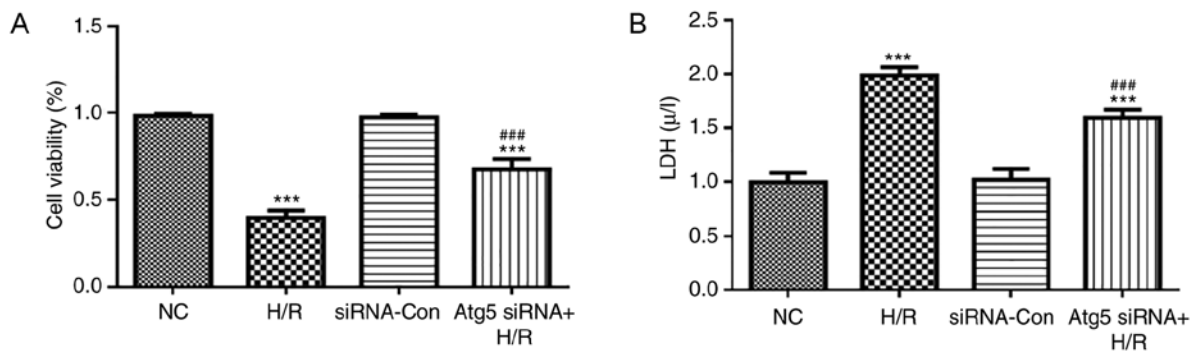 A
Cell viability (%)
1.5
1.0
0.5
0.0
***
###
***
NC
H/R
siRNA-Con
Atg5 siRNA+
H/R
B
LDH (μ/l)
2.5
2.0
1.5
1.0
0.5
0.0
***
###
***
NC
H/R
siRNA-Con
Atg5 siRNA+
H/R